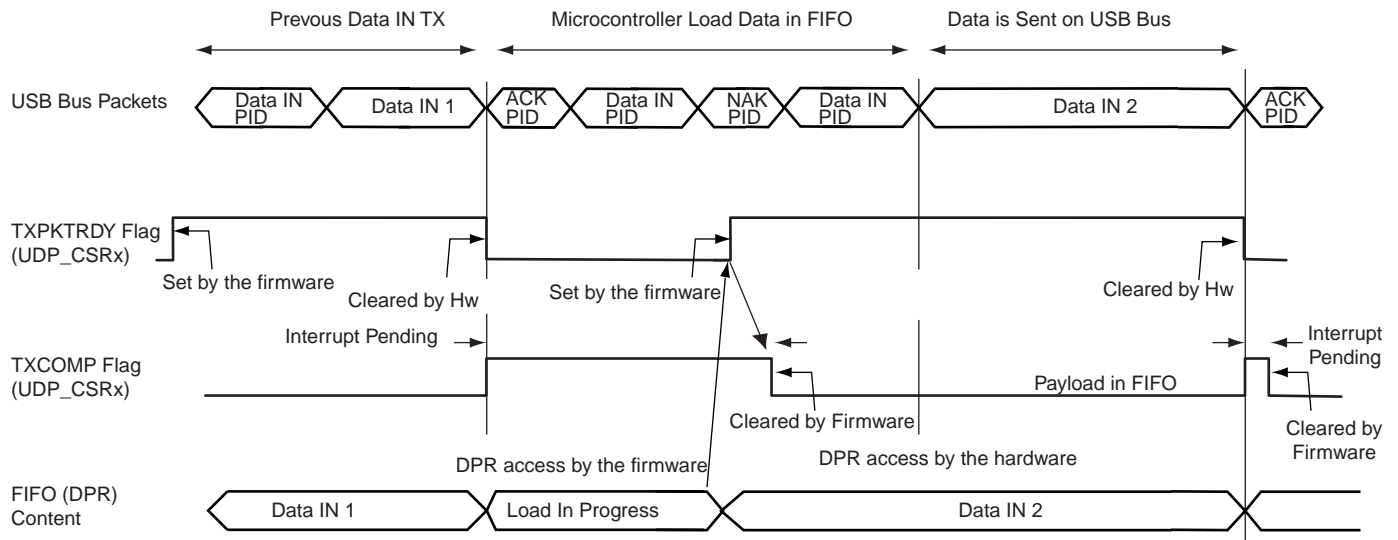 Prevous Data IN TX
Microcontroller Load Data in FIFO
Data is Sent on USB Bus
USB Bus Packets
Data IN
PID
Data IN 1
ACK
PID
Data IN
PID
NAK
PID
Data IN
PID
Data IN 2
ACK
PID
TXPKTRDY Flag
(UDP_CSRx)
Set by the firmware
Cleared by Hw
Set by the firmware
Cleared by Hw
Interrupt Pending
Interrupt
Pending
TXCOMP Flag
(UDP_CSRx)
Payload in FIFO
Cleared by Firmware
Cleared by
Firmware
DPR access by the firmware
DPR access by the hardware
FIFO (DPR)
Content
Data IN 1
Load In Progress
Data IN 2